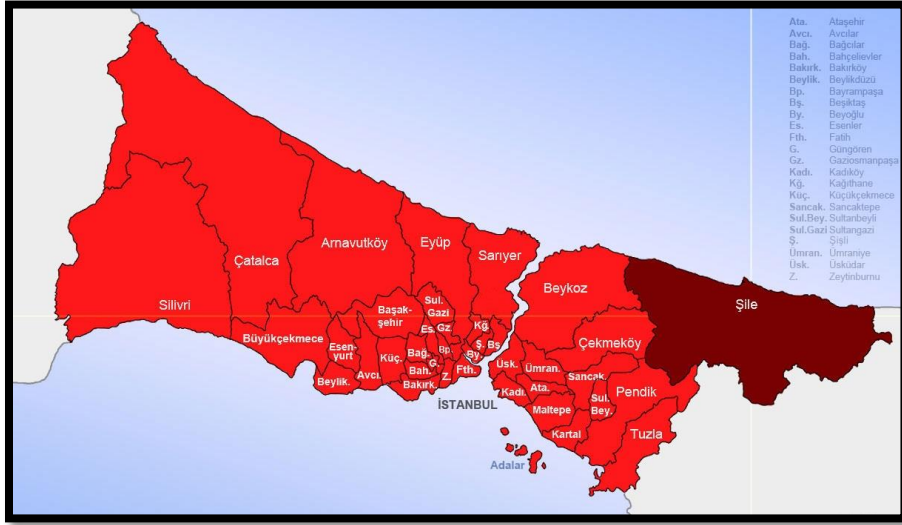 Ata. Ataşehir
Avcı. Avcılar
Bağ. Bağcılar
Bah. Bahçelievler
Bakırk. Bakırköy
Beylik. Beylikdüzü
Bp. Bayrampaşa
Bş. Beşiktaş
By. Beyoğlu
Es. Esenler
Fth. Fatih
G. Güngören
Gz. Gaziosmanpaşa
Kadı. Kadıköy
Kğ. Kağıthane
Küç. Küçükçekmece
Sancak. Sancaktepe
Sul.Bey. Sultanbeyli
Sul.Gazi Sultangazi
Ş. Şişli
Ümran. Ümraniye
Üsk. Üsküdar
Z. Zeytinburnu
Arnavutköy
Eyüp
Sarıyer
Çatalca
Beykoz
Silivri
Şile
Sul.
Gazi
Başak-
şehir
Büyükçekmece
Esen-
yurt
Es.
Gz.
Kğ.
Ş.
Bş.
Çekmeköy
Küç.
Bağ.
Bp.
By.
G.
Bah.
Z.
Fth.
Üsk.
Ümran.
Sancak.
Avcı.
Beylik.
Bakırk.
Kadı.
Ata.
Sul.
Bey.
Pendik
İSTANBUL
Maltepe
Kartal
Tuzla
Adalar